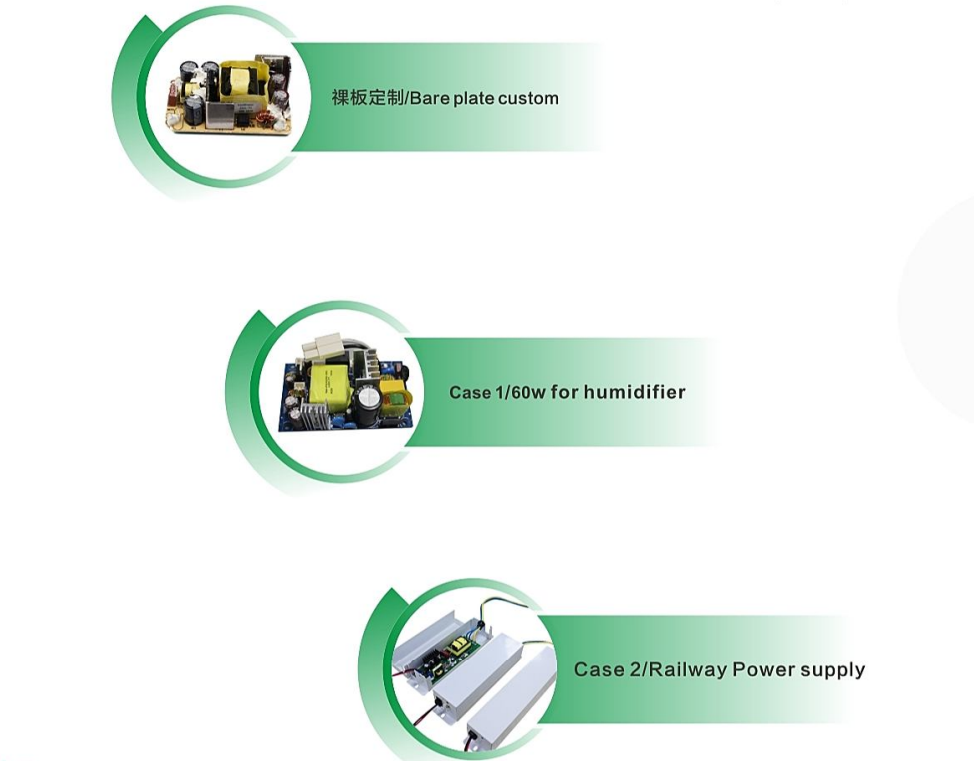 裸板定制/Bare plate custom
Case 1/60w for humidifier
Case 2/Railway Power supply